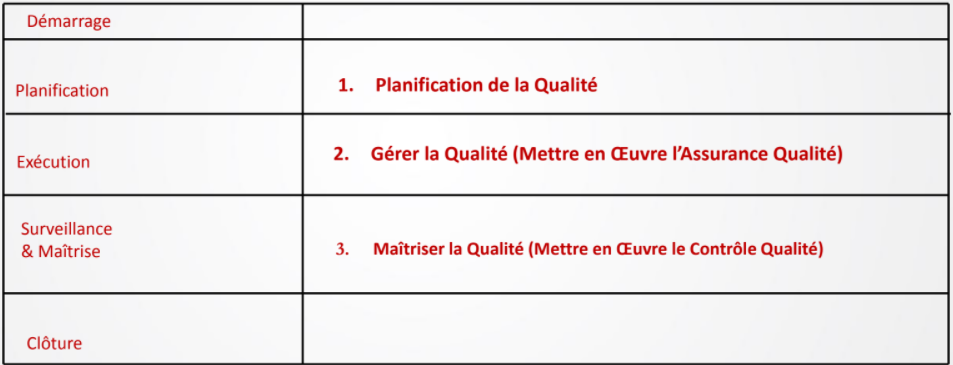 Démarrage
Planification
1. Planification de la Qualité
Exécution
2. Gérer la Qualité (Mettre en Œuvre l’Assurance Qualité)
Surveillance
& Maîtrise
3. Maîtriser la Qualité (Mettre en Œuvre le Contrôle Qualité)
Clôture